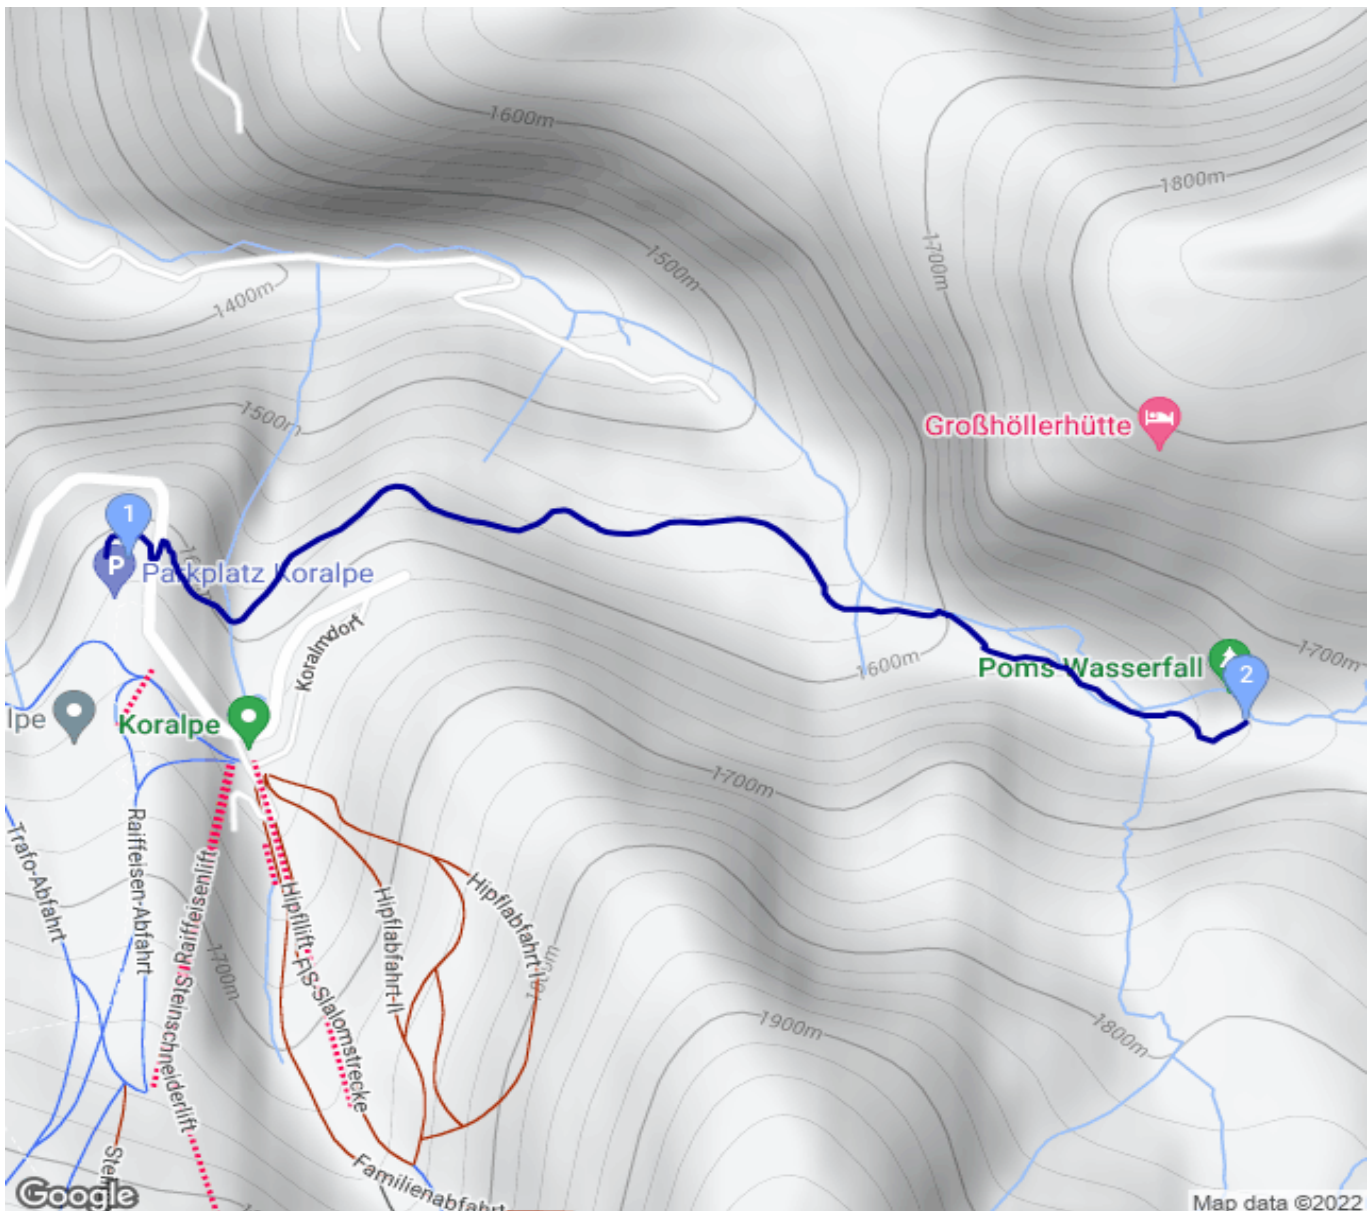 1600m
1800m
1700m
1500m
1400m
1500m
Großhöllerhütte
1
P
Parkplatz Koralpe
Koralmdorf
1600m
1700m
Poms Wasserfall
2
lpe
Koralpe
1700m
Trafo-Abfahrt
Raiffeisen-Abfahrt
Raiffeisenlift
Steinschneiderlift
1700m
Hipfllift
FIS-Slalomstrecke
Hipflabfahrt-II
Hipflabfahrt-I
1900m
1800m
Familienabfahrt
Google
Map data ©2022